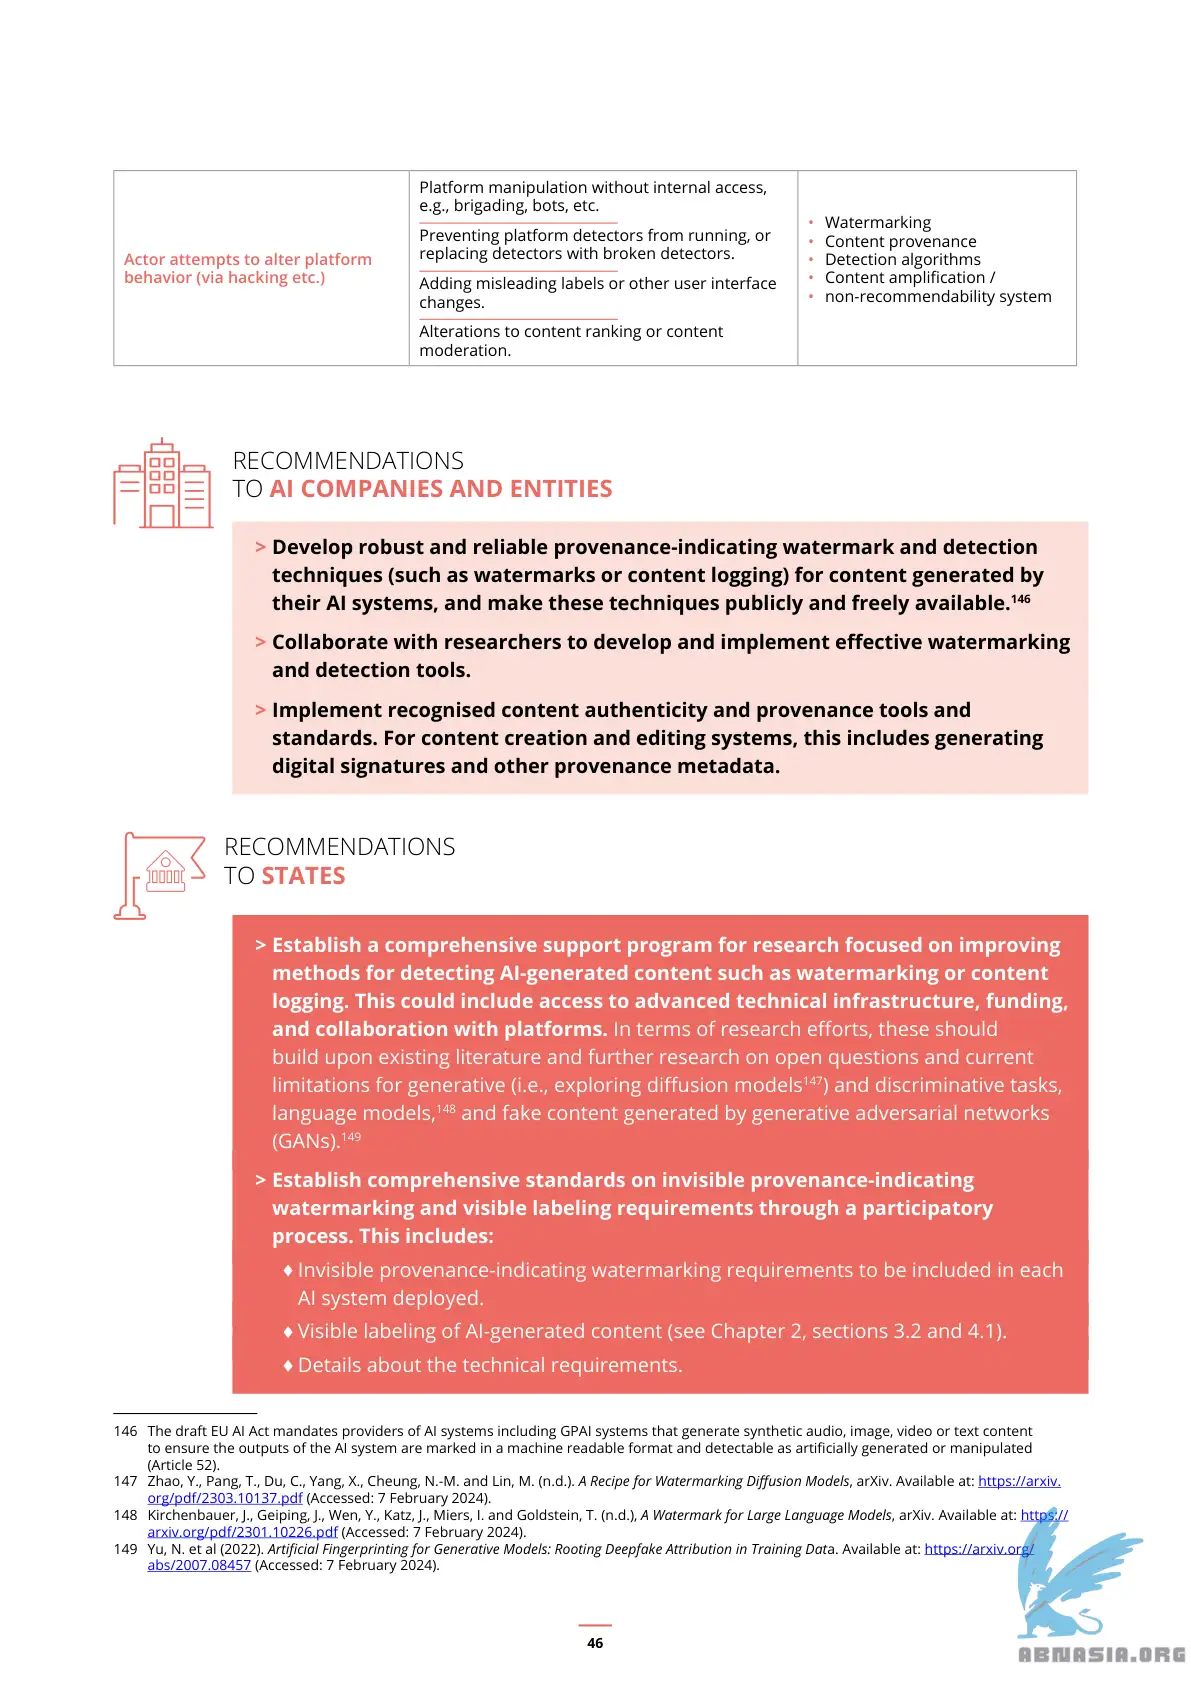 Actor attempts to alter platform
behavior (via hacking etc.)
Platform manipulation without internal access,
e.g., brigading, bots, etc.
Preventing platform detectors from running, or
replacing detectors with broken detectors.
Adding misleading labels or other user interface
changes.
Alterations to content ranking or content
moderation.
• Watermarking
• Content provenance
• Detection algorithms
• Content amplification /
• non-recommendability system
RECOMMENDATIONS
TO AI COMPANIES AND ENTITIES
> Develop robust and reliable provenance-indicating watermark and detection
techniques (such as watermarks or content logging) for content generated by
their AI systems, and make these techniques publicly and freely available.146
> Collaborate with researchers to develop and implement effective watermarking
and detection tools.
> Implement recognised content authenticity and provenance tools and
standards. For content creation and editing systems, this includes generating
digital signatures and other provenance metadata.
RECOMMENDATIONS
TO STATES
> Establish a comprehensive support program for research focused on improving
methods for detecting AI-generated content such as watermarking or content
logging. This could include access to advanced technical infrastructure, funding,
and collaboration with platforms. In terms of research efforts, these should
build upon existing literature and further research on open questions and current
limitations for generative (i.e., exploring diffusion models147) and discriminative tasks,
language models,148 and fake content generated by generative adversarial networks
(GANs).149
> Establish comprehensive standards on invisible provenance-indicating
watermarking and visible labeling requirements through a participatory
process. This includes:
♦ Invisible provenance-indicating watermarking requirements to be included in each
AI system deployed.
♦ Visible labeling of AI-generated content (see Chapter 2, sections 3.2 and 4.1).
♦ Details about the technical requirements.
146 The draft EU AI Act mandates providers of AI systems including GPAI systems that generate synthetic audio, image, video or text content
to ensure the outputs of the AI system are marked in a machine readable format and detectable as artificially generated or manipulated
(Article 52).
147 Zhao, Y., Pang, T., Du, C., Yang, X., Cheung, N.-M. and Lin, M. (n.d.). A Recipe for Watermarking Diffusion Models, arXiv. Available at: https://arxiv.
org/pdf/2303.10137.pdf (Accessed: 7 February 2024).
148 Kirchenbauer, J., Geiping, J., Wen, Y., Katz, J., Miers, I. and Goldstein, T. (n.d.), A Watermark for Large Language Models, arXiv. Available at: https://
arxiv.org/pdf/2301.10226.pdf (Accessed: 7 February 2024).
149 Yu, N. et al (2022). Artificial Fingerprinting for Generative Models: Rooting Deepfake Attribution in Training Data. Available at: https://arxiv.org/
abs/2007.08457 (Accessed: 7 February 2024).
46
ABNASIA.ORG